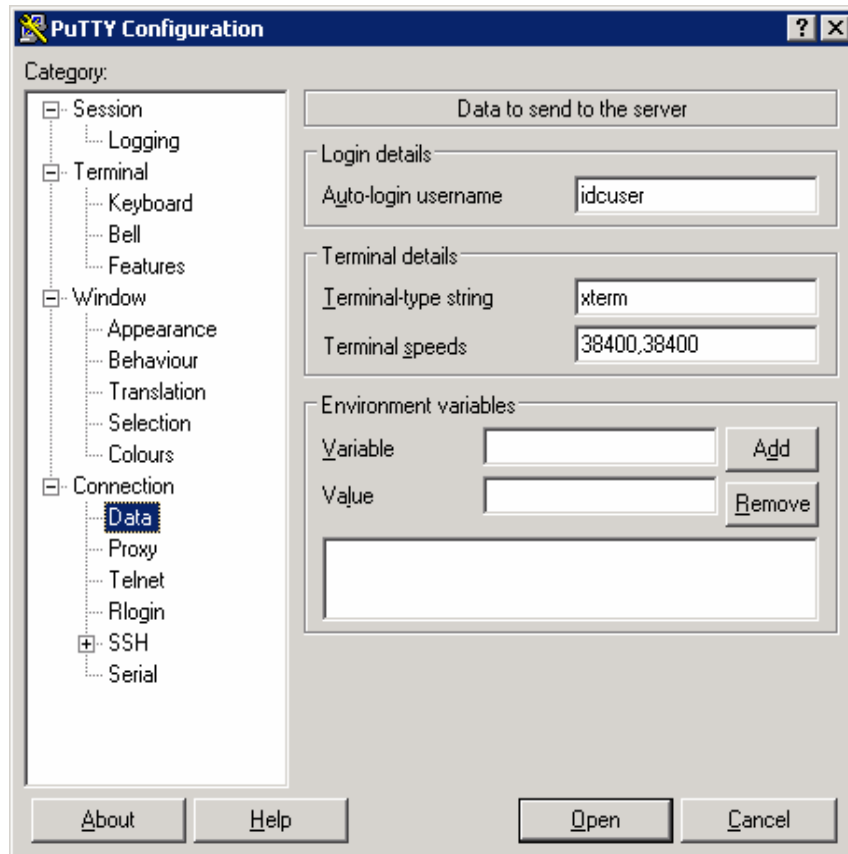 PuTTY Configuration
Category:
Session
Logging
Terminal
Keyboard
Bell
Features
Window
Appearance
Behaviour
Translation
Selection
Colours
Connection
Data
Proxy
Telnet
Rlogin
SSH
Serial
Data to send to the server
Login details
Auto-login username idcuser
Terminal details
Terminal-type string xterm
Terminal speeds 38400,38400
Environment variables
Variable Add
Value Remove
About Help Open Cancel